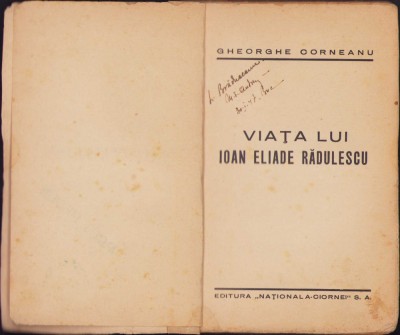 GHEORGHE CORNEANU
VIAȚA LUI
IOAN ELIADE RĂDULESCU
EDITURA „NAȚIONALA-CIORNEI” S. A.